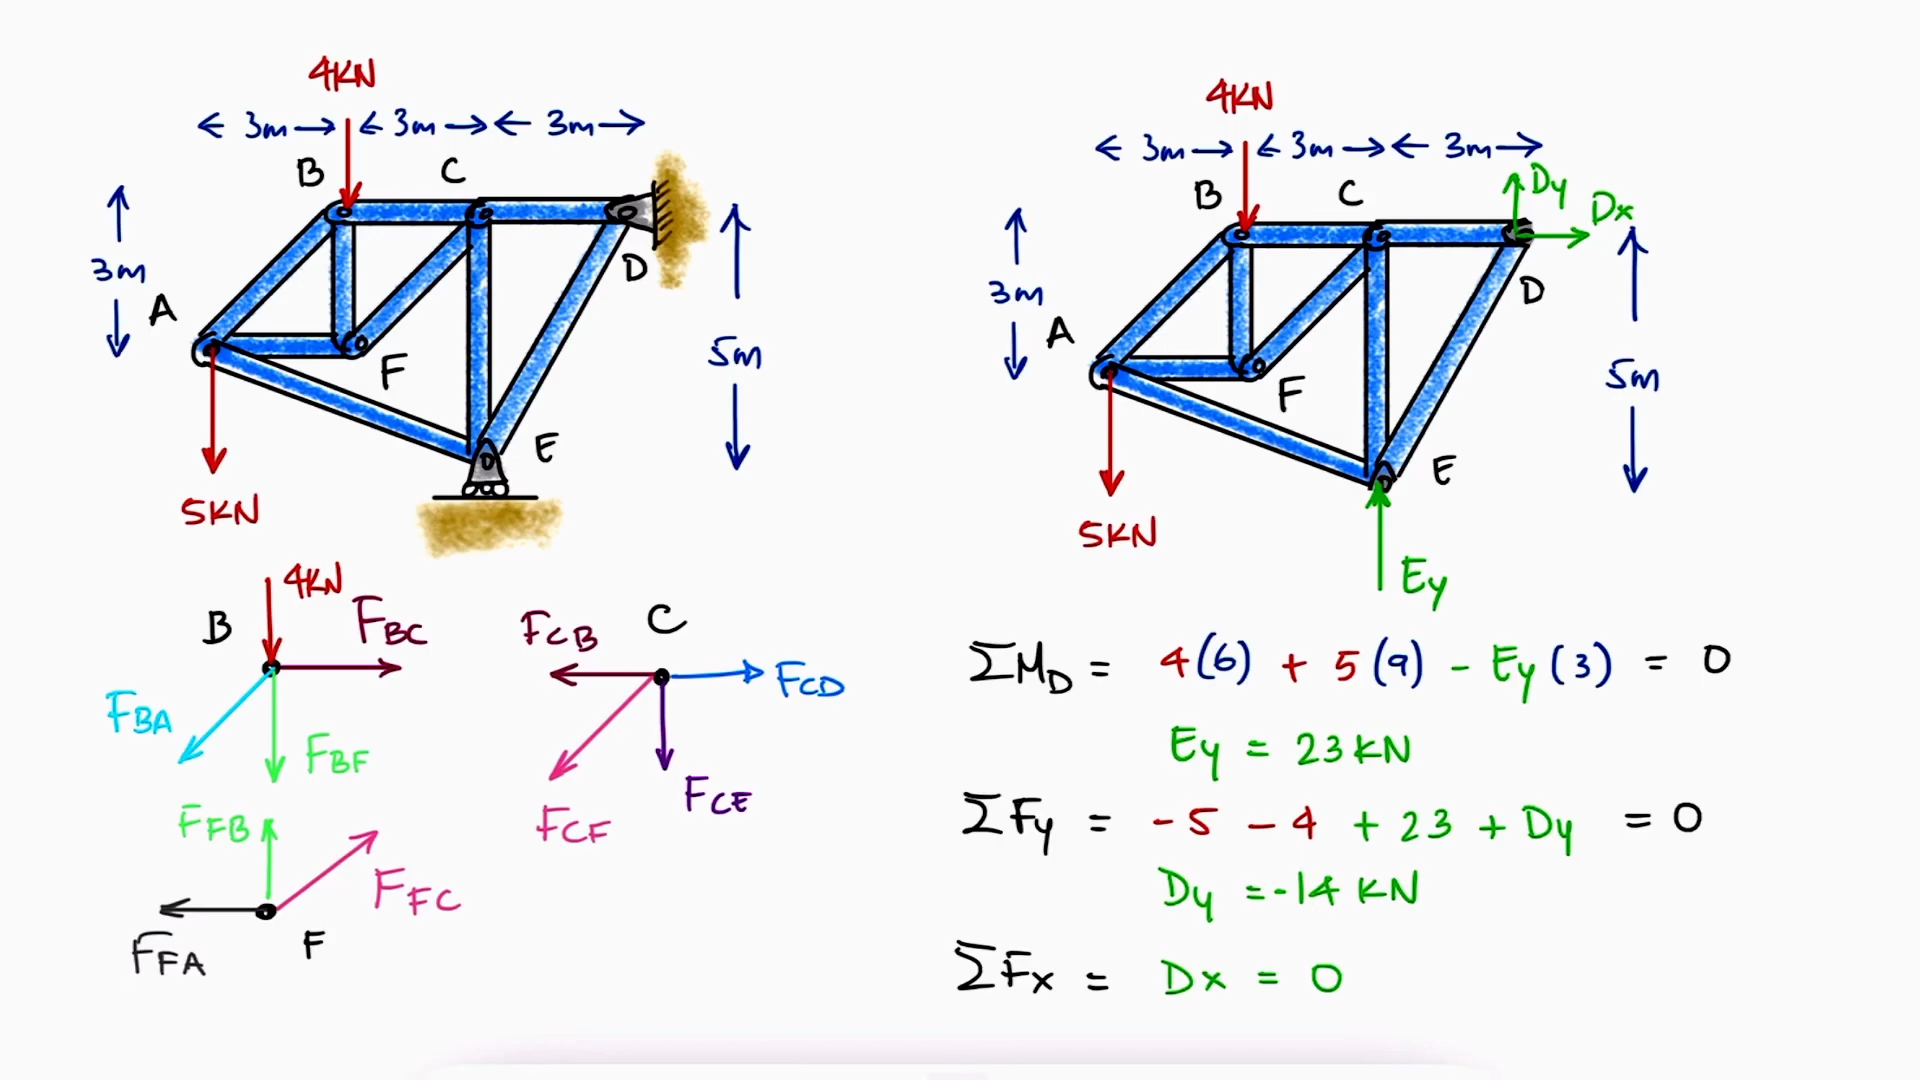 4KN
3m 3m 3m
B C
3m
A
D
5m
F
E
5KN
4KN
3m 3m 3m
B C
Dy
Dx
3m
A
D
5m
F
E
5KN
Ey
4KN
B
FBC
FBA
FBF
FCB
C
FCD
FCF
FCE
FFB
FFC
FFA
F
ΣMD = 4(6) + 5(9) - Ey(3) = 0
Ey = 23KN
ΣFy = -5 - 4 + 23 + Dy = 0
Dy = -14 KN
ΣFx = Dx = 0